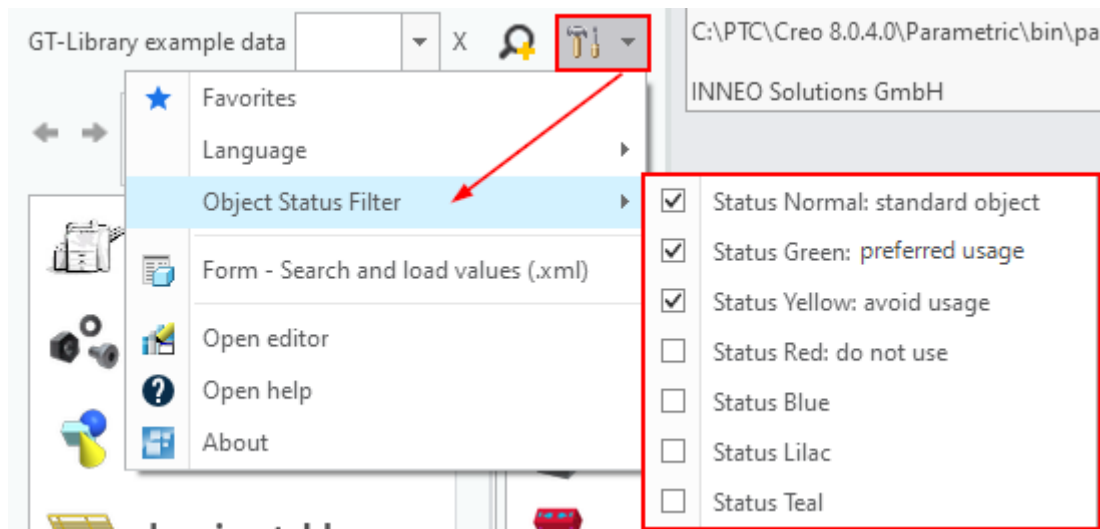 GT-Library example data
X
C:\PTC\Creo 8.0.4.0\Parametric\bin\pa
INNEO Solutions GmbH
Favorites
Language
Object Status Filter
Form - Search and load values (.xml)
Open editor
Open help
About
Status Normal: standard object
Status Green: preferred usage
Status Yellow: avoid usage
Status Red: do not use
Status Blue
Status Lilac
Status Teal